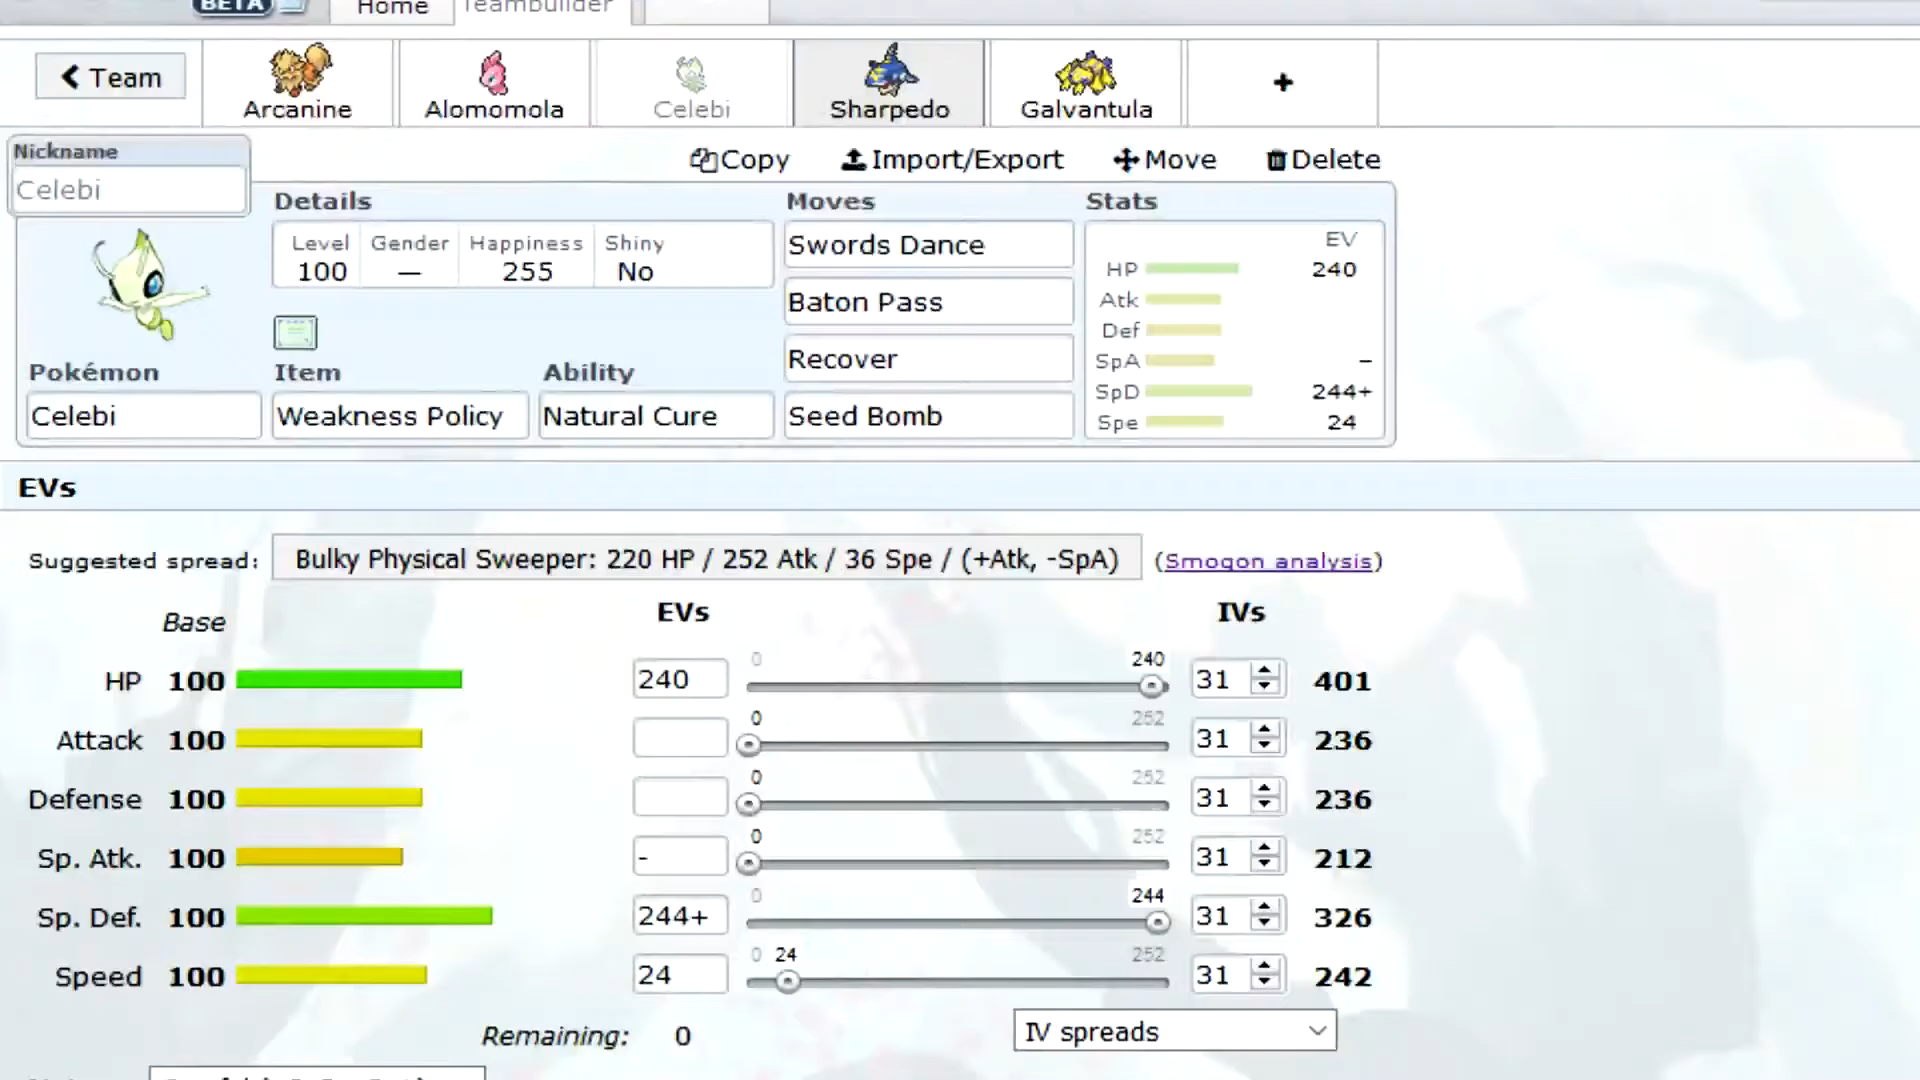 BETA
Home
Teambuilder
Team
Arcanine
Alomomola
Celebi
Sharpedo
Galvantula
+
Nickname
Celebi
Copy
Import/Export
Move
Delete
Details
Moves
Stats
Level
Gender
Happiness
Shiny
100
—
255
No
Swords Dance
Baton Pass
Recover
Seed Bomb
EV
HP 240
Atk
Def
SpA –
SpD 244+
Spe 24
Pokémon
Item
Ability
Celebi
Weakness Policy
Natural Cure
EVs
Suggested spread: Bulky Physical Sweeper: 220 HP / 252 Atk / 36 Spe / (+Atk, -SpA) (Smogon analysis)
Base EVs IVs
0 240
HP 100 240 31 401
0 252
Attack 100 31 236
0 252
Defense 100 31 236
0 252
Sp. Atk. 100 - 31 212
0 244
Sp. Def. 100 244+ 31 326
0 24 252
Speed 100 24 31 242
Remaining: 0
IV spreads